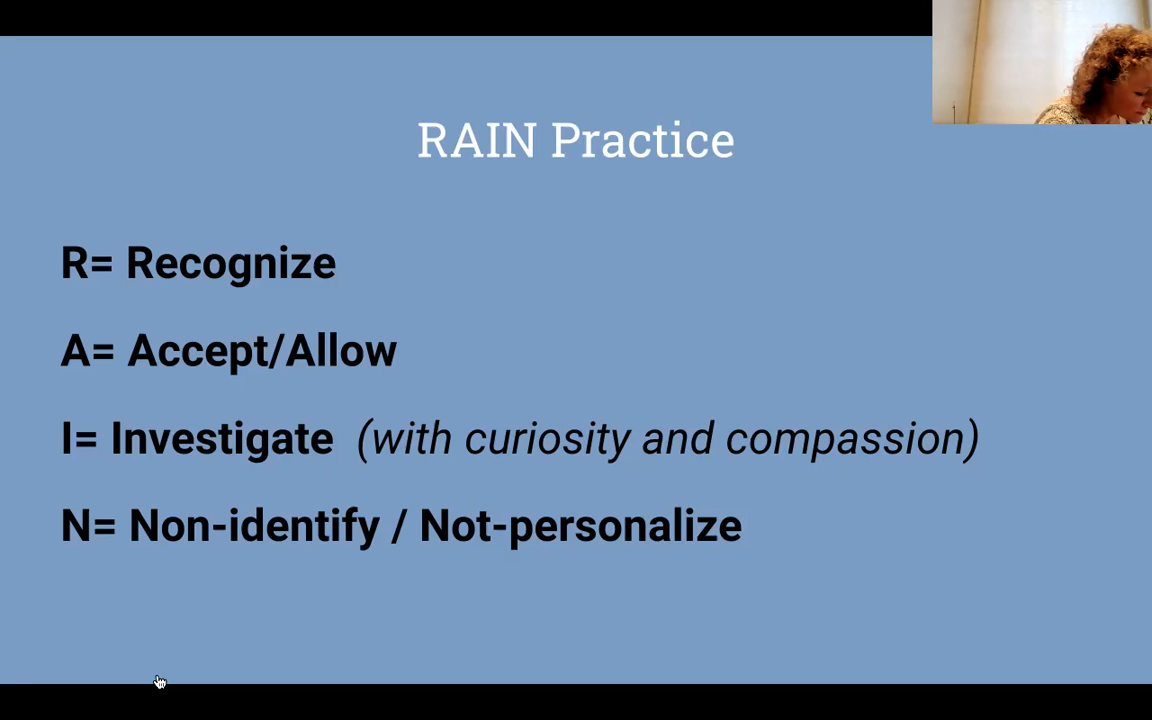 RAIN Practice
R= Recognize
A= Accept/Allow
I= Investigate (with curiosity and compassion)
N= Non-identify / Not-personalize